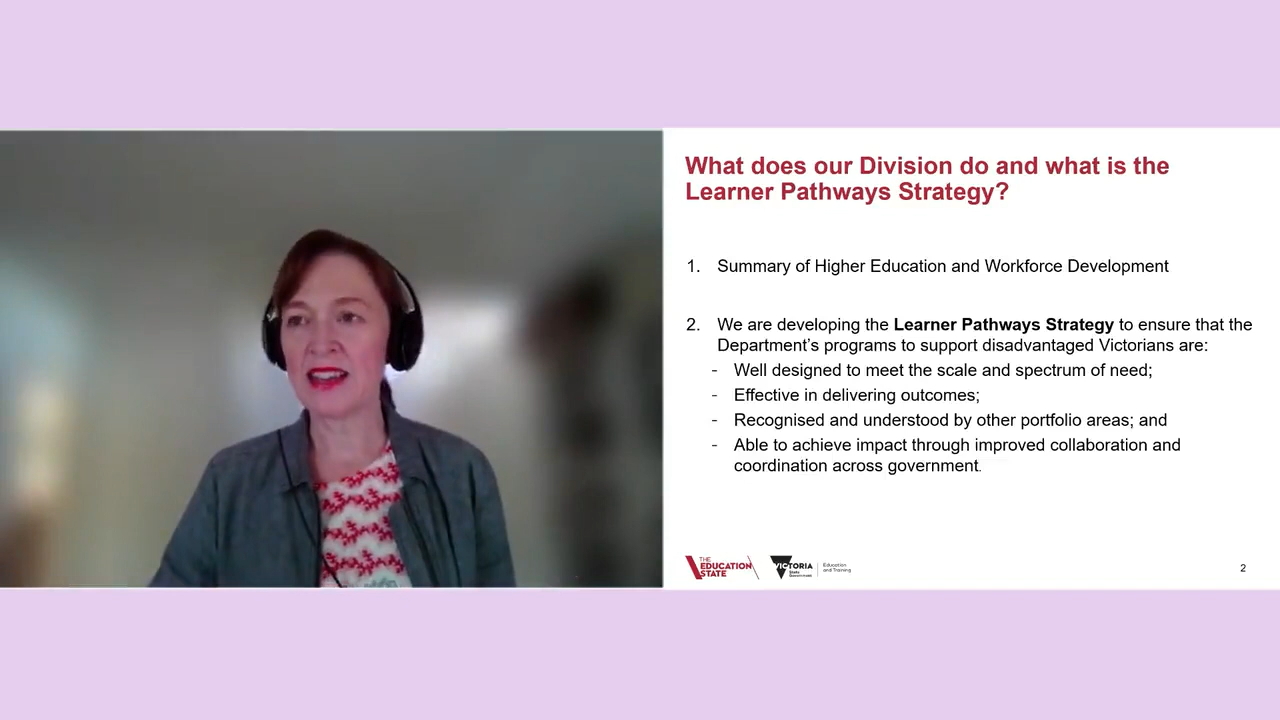 What does our Division do and what is the
Learner Pathways Strategy?
1. Summary of Higher Education and Workforce Development
2. We are developing the Learner Pathways Strategy to ensure that the
Department's programs to support disadvantaged Victorians are:
- Well designed to meet the scale and spectrum of need;
- Effective in delivering outcomes;
- Recognised and understood by other portfolio areas; and
- Able to achieve impact through improved collaboration and
coordination across government.
THE
EDUCATION
STATE
VICTORIA
State
Government
Education
and Training
2